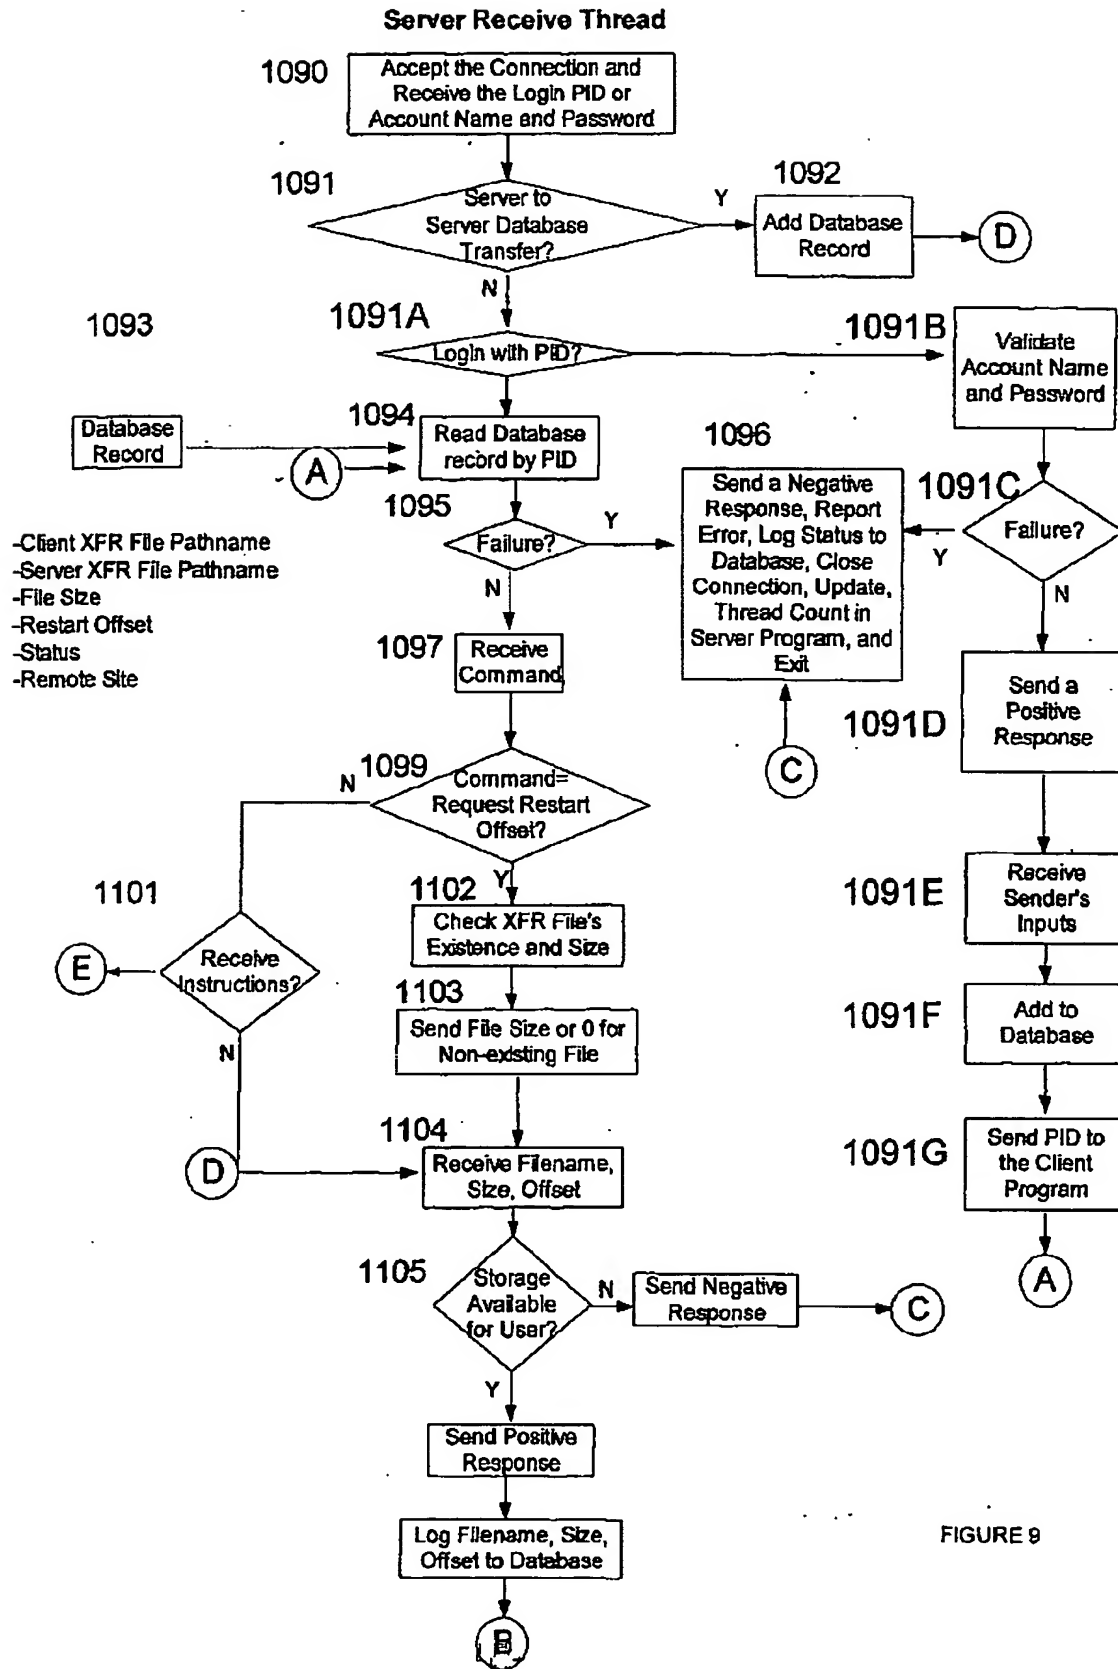 Server Receive Thread
1090
Accept the Connection and
Receive the Login PID or
Account Name and Password
1091
Server to
Server Database
Transfer?
Y
1092
Add Database
Record
D
N
1093
1091A
Login with PID?
1091B
Validate
Account Name
and Password
Database
Record
A
1094
Read Database
record by PID
1095
Failure?
Y
N
1096
Send a Negative
Response, Report
Error, Log Status to
Database, Close
Connection, Update,
Thread Count in
Server Program, and
Exit
C
1091C
Failure?
Y
N
-Client XFR File Pathname
-Server XFR File Pathname
-File Size
-Restart Offset
-Status
-Remote Site
1097
Receive
Command
1091D
Send a
Positive
Response
1099
Command=
Request Restart
Offset?
N
Y
1101
Receive
Instructions?
E
N
1102
Check XFR File's
Existence and Size
1103
Send File Size or 0 for
Non-existing File
1091E
Receive
Sender's
Inputs
1091F
Add to
Database
1091G
Send PID to
the Client
Program
A
D
1104
Receive Filename,
Size, Offset
1105
Storage
Available
for User?
N
Send Negative
Response
C
Y
Send Positive
Response
Log Filename, Size,
Offset to Database
B
FIGURE 9